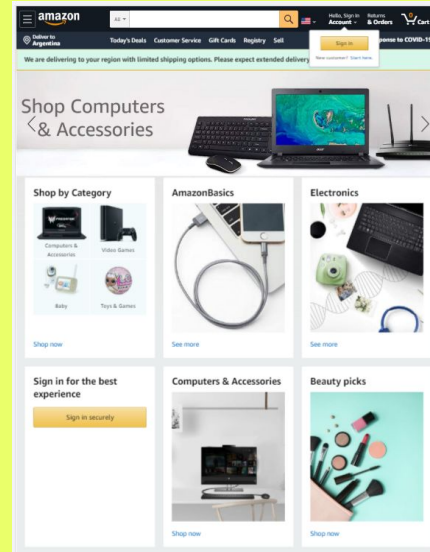 amazon
All
Hello, Sign in
Account
Returns
& Orders
Cart
Deliver to
Argentina
Today's Deals Customer Service Gift Cards Registry Sell
Sign in
New customer? Start here.
We are delivering to your region with limited shipping options. Please expect extended delivery
Shop Computers
& Accessories
Shop by Category
Computers &
Accessories
Video Games
Baby
Toys & Games
Shop now
AmazonBasics
See more
Electronics
See more
Sign in for the best
experience
Sign in securely
Computers & Accessories
Shop now
Beauty picks
Shop now